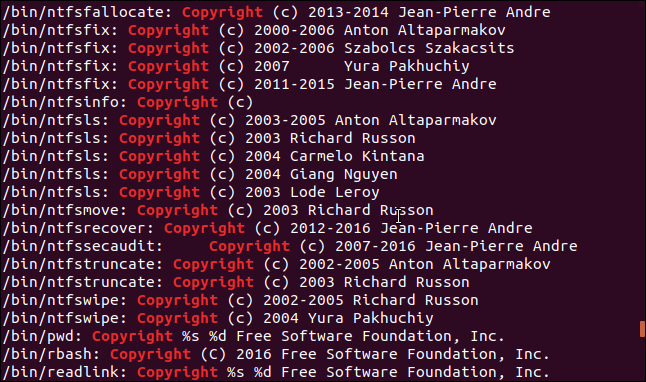 /bin/ntfsfallocate: Copyright (c) 2013-2014 Jean-Pierre Andre
/bin/ntfsfix: Copyright (c) 2000-2006 Anton Altaparmakov
/bin/ntfsfix: Copyright (c) 2002-2006 Szabolcs Szakacsits
/bin/ntfsfix: Copyright (c) 2007      Yura Pakhuchiy
/bin/ntfsfix: Copyright (c) 2011-2015 Jean-Pierre Andre
/bin/ntfsinfo: Copyright (c)
/bin/ntfsls: Copyright (c) 2003-2005 Anton Altaparmakov
/bin/ntfsls: Copyright (c) 2003 Richard Russon
/bin/ntfsls: Copyright (c) 2004 Carmelo Kintana
/bin/ntfsls: Copyright (c) 2004 Giang Nguyen
/bin/ntfsls: Copyright (c) 2003 Lode Leroy
/bin/ntfsmove: Copyright (c) 2003 Richard Russon
/bin/ntfsrecover: Copyright (c) 2012-2016 Jean-Pierre Andre
/bin/ntfssecaudit:     Copyright (c) 2007-2016 Jean-Pierre Andre
/bin/ntfstruncate: Copyright (c) 2002-2005 Anton Altaparmakov
/bin/ntfstruncate: Copyright (c) 2003 Richard Russon
/bin/ntfswipe: Copyright (c) 2002-2005 Richard Russon
/bin/ntfswipe: Copyright (c) 2004 Yura Pakhuchiy
/bin/pwd: Copyright %s %d Free Software Foundation, Inc.
/bin/rbash: Copyright (C) 2016 Free Software Foundation, Inc.
/bin/readlink: Copyright %s %d Free Software Foundation, Inc.